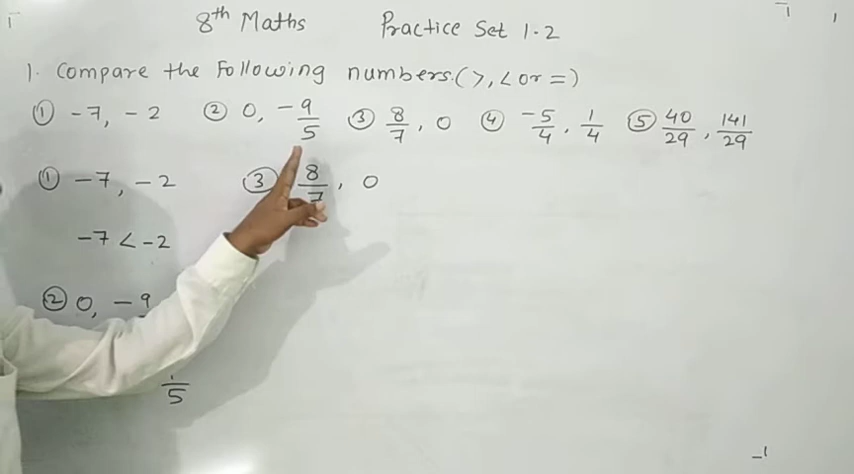 8th Maths Practice Set 1.2
1. Compare the following numbers.(>,< or =)
① -7, -2 ② 0, -9/5 ③ 8/7, 0 ④ -5/4, 1/4 ⑤ 40/29, 141/29
① -7, -2 ③ 8/7, 0
-7 < -2
② 0, -9
5